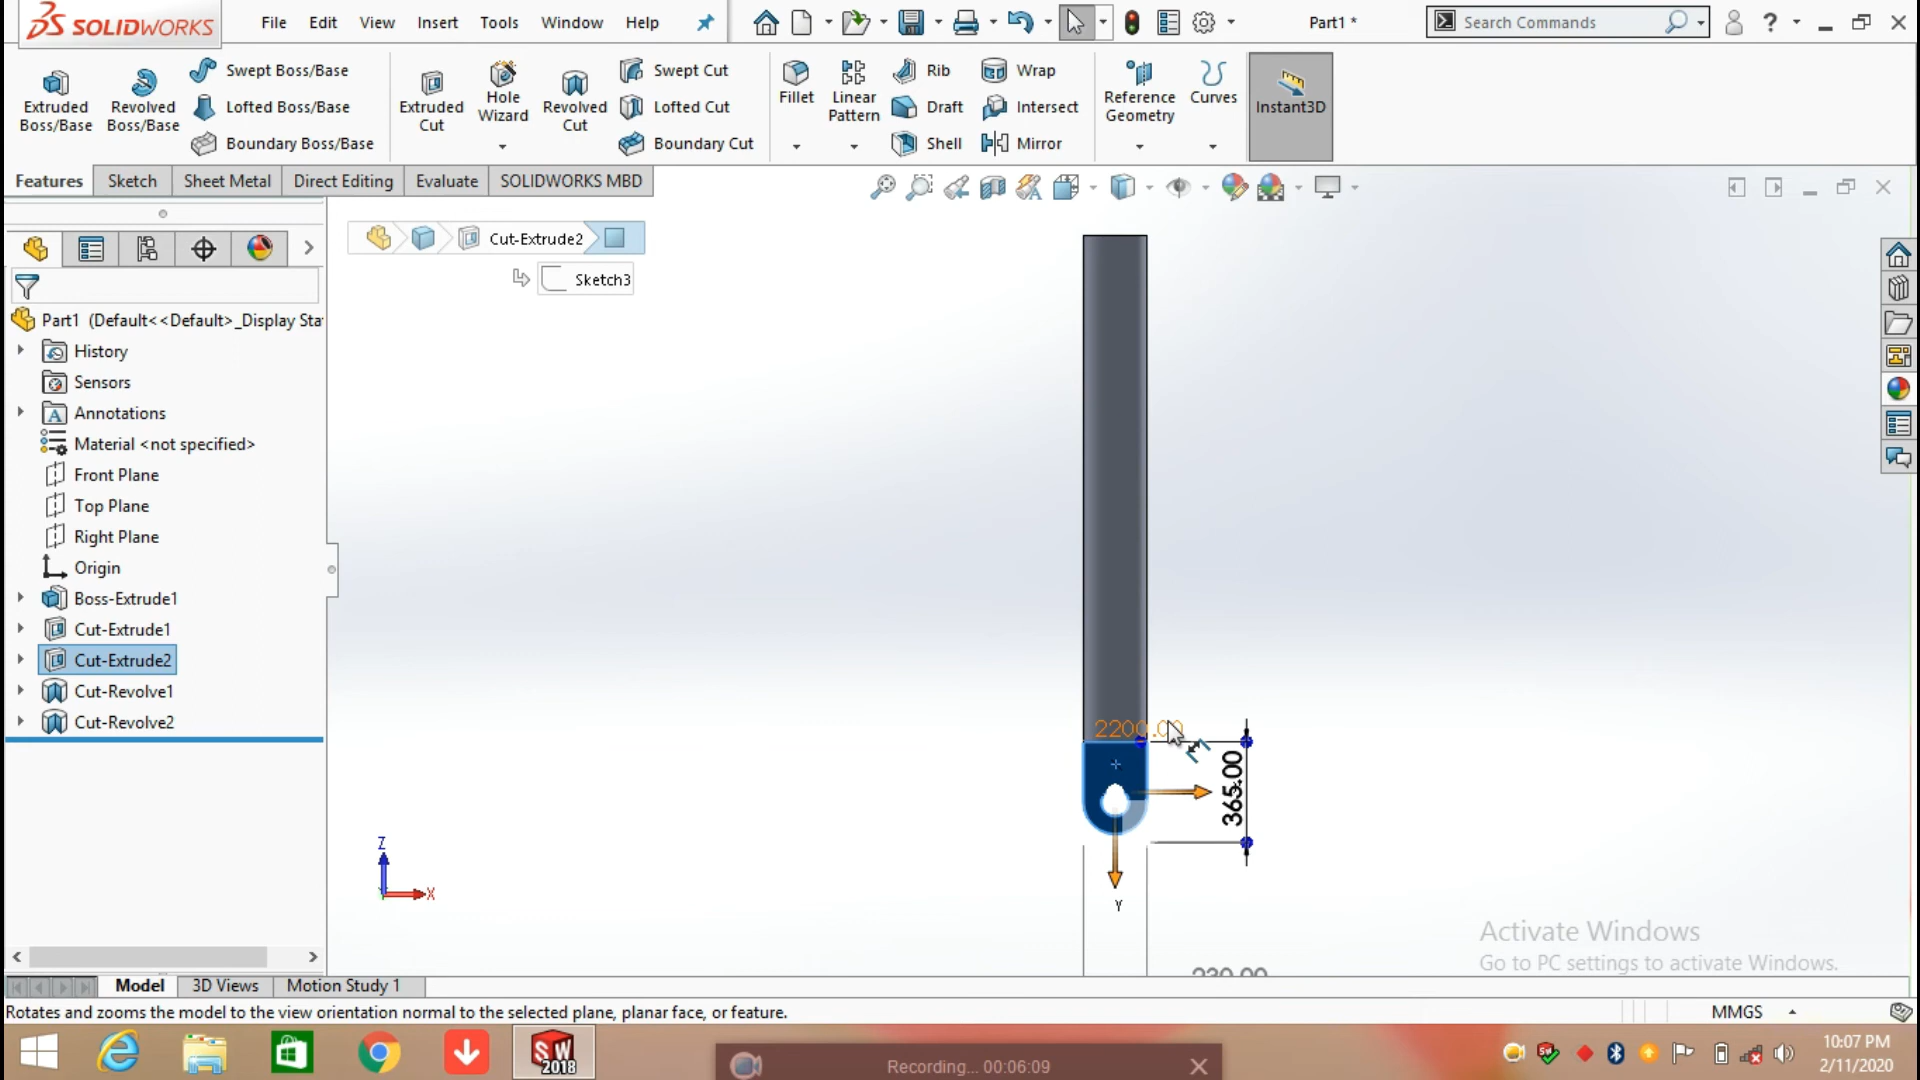 SOLIDWORKS
File Edit View Insert Tools Window Help
Part1 *
Search Commands
Extruded Boss/Base
Revolved Boss/Base
Swept Boss/Base
Lofted Boss/Base
Boundary Boss/Base
Extruded Cut
Hole Wizard
Revolved Cut
Swept Cut
Lofted Cut
Boundary Cut
Fillet
Linear Pattern
Rib
Draft
Shell
Wrap
Intersect
Mirror
Reference Geometry
Curves
Instant3D
Features Sketch Sheet Metal Direct Editing Evaluate SOLIDWORKS MBD
Cut-Extrude2
Sketch3
Part1 (Default<<Default>_Display Sta
History
Sensors
Annotations
Material <not specified>
Front Plane
Top Plane
Right Plane
Origin
Boss-Extrude1
Cut-Extrude1
Cut-Extrude2
Cut-Revolve1
Cut-Revolve2
2200.00
365.00
Z
X
Y
230.00
Activate Windows
Go to PC settings to activate Windows.
Model 3D Views Motion Study 1
Rotates and zooms the model to the view orientation normal to the selected plane, planar face, or feature.
MMGS
SW
2018
Recording... 00:06:09
10:07 PM
2/11/2020